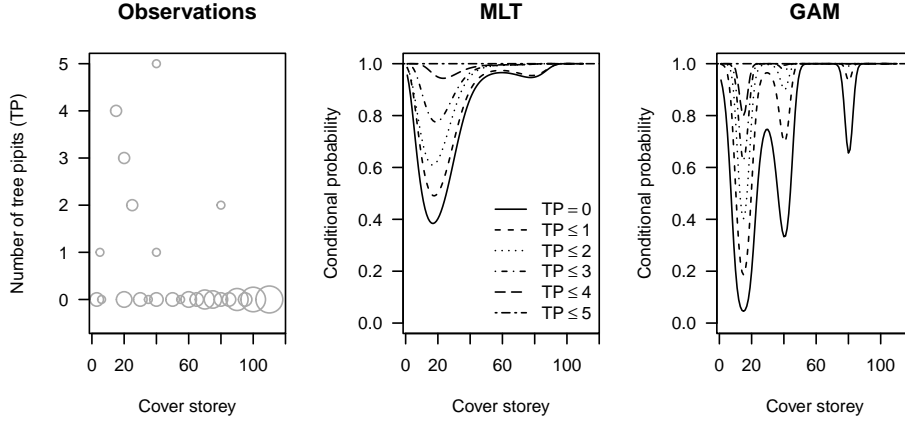 Observations
Number of tree pipits (TP)
5
4
3
2
1
0
0
20
60
100
Cover storey
MLT
Conditional probability
1.0
0.8
0.6
0.4
0.2
0.0
TP = 0
TP ≤ 1
TP ≤ 2
TP ≤ 3
TP ≤ 4
TP ≤ 5
0
20
60
100
Cover storey
GAM
Conditional probability
1.0
0.8
0.6
0.4
0.2
0.0
0
20
60
100
Cover storey